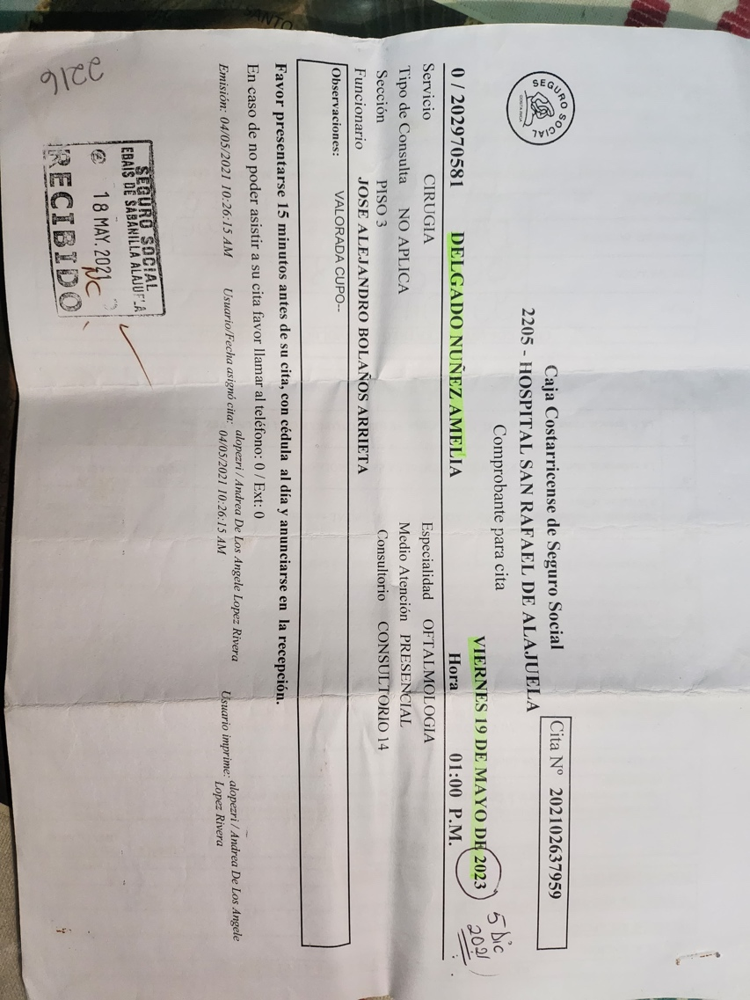 SANTO
SEGURO SOCIAL
COSTA RICA
Caja Costarricense de Seguro Social
2205 - HOSPITAL SAN RAFAEL DE ALAJUELA
Comprobante para cita
Cita Nº 202102637959
VIERNES 19 DE MAYO DE 2023
5 Dic
2021
0 / 202970581 DELGADO NUÑEZ AMELIA Hora 01:00 P.M.
Servicio CIRUGIA Especialidad OFTALMOLOGIA
Tipo de Consulta NO APLICA Medio Atención PRESENCIAL
Sección PISO 3 Consultorio CONSULTORIO 14
Funcionario JOSE ALEJANDRO BOLAÑOS ARRIETA
Observaciones: VALORADA CUPO--
Favor presentarse 15 minutos antes de su cita, con cédula al día y anunciarse en la recepción.
En caso de no poder asistir a su cita favor llamar al teléfono: 0 / Ext: 0
Emisión: 04/05/2021 10:26:15 AM Usuario/Fecha asignó cita: alopezri / Andrea De Los Angele Lopez Rivera Usuario imprime: alopezri / Andrea De Los Angele
04/05/2021 10:26:15 AM Lopez Rivera
SEGURO SOCIAL
EBAIS DE SABANILLA ALAJUELA
18 MAY. 2021
NC
RECIBIDO
2216